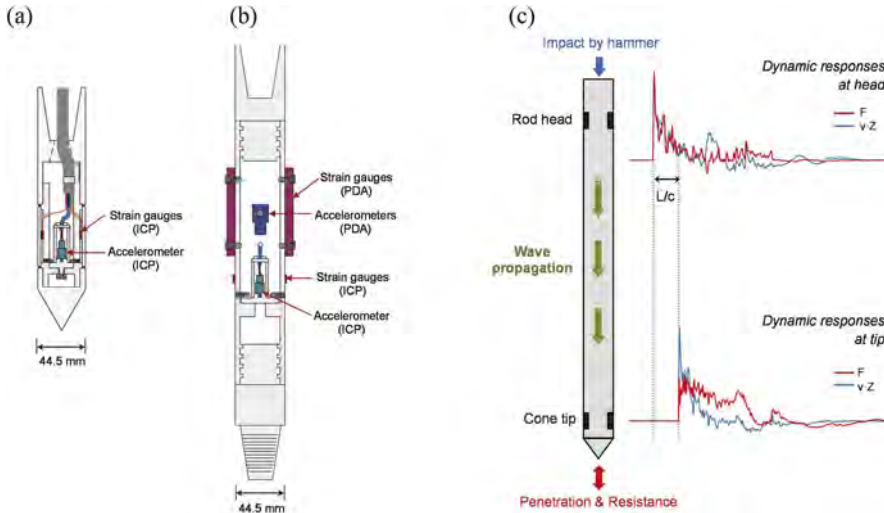 (a)
Strain gauges
(ICP)
Accelerometer
(ICP)
44.5 mm
(b)
Strain gauges
(PDA)
Accelerometers
(PDA)
Strain gauges
(ICP)
Accelerometer
(ICP)
44.5 mm
(c)
Impact by hammer
Rod head
Wave
propagation
Cone tip
Penetration & Resistance
Dynamic responses
at head
F
v·Z
L/c
Dynamic responses
at tip
F
v·Z